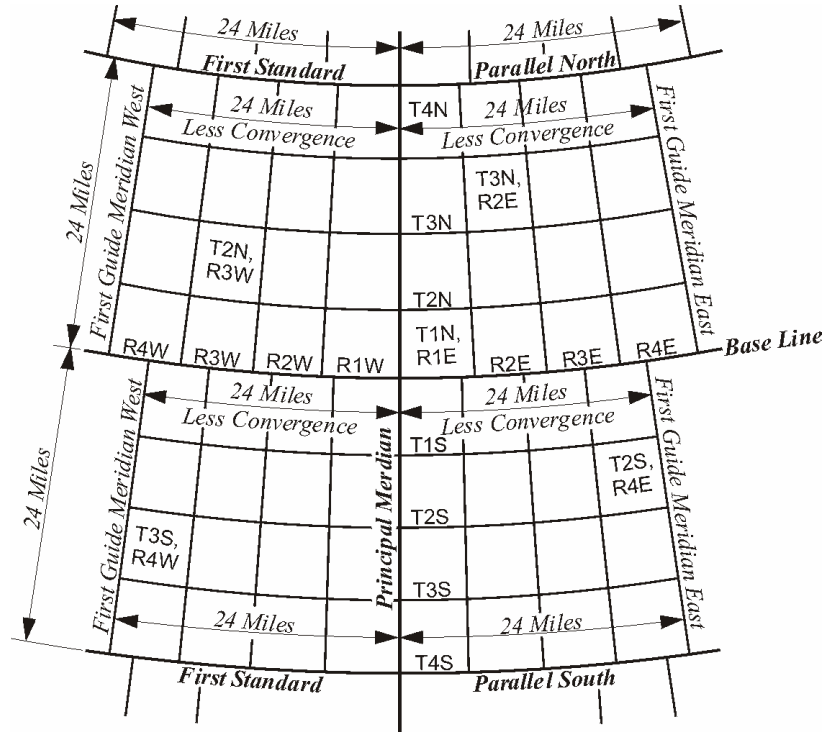 24 Miles
24 Miles
First Standard
Parallel North
24 Miles
Less Convergence
T4N
24 Miles
Less Convergence
First Guide Meridian West
First Guide Meridian East
24 Miles
T3N,
R2E
T3N
T2N,
R3W
T2N
T1N,
R1E
R4W
R3W
R2W
R1W
R2E
R3E
R4E
Base Line
24 Miles
Less Convergence
24 Miles
Less Convergence
First Guide Meridian West
First Guide Meridian East
24 Miles
Principal Merdian
T1S
T2S,
R4E
T2S
T3S,
R4W
T3S
24 Miles
24 Miles
T4S
First Standard
Parallel South